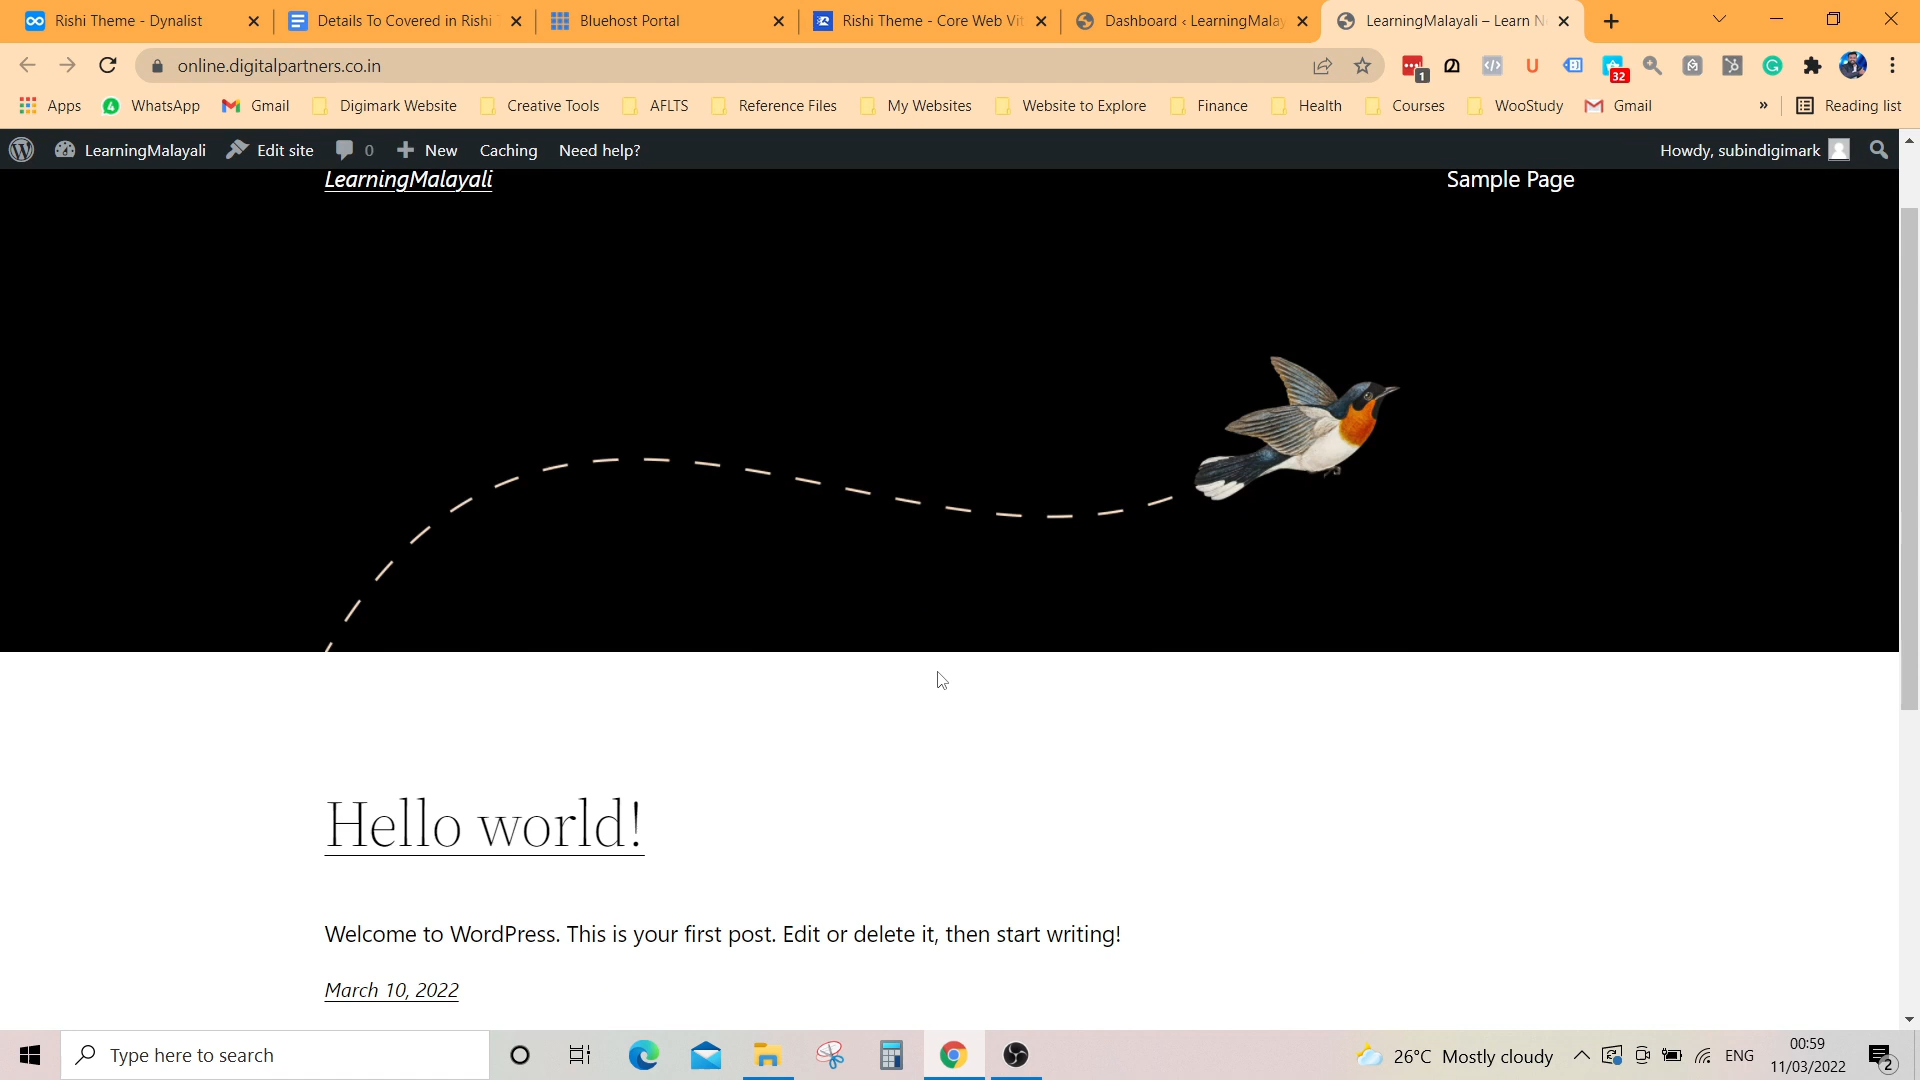 Rishi Theme - Dynalist
Details To Covered in Rishi T
Bluehost Portal
Rishi Theme - Core Web Vit
Dashboard ‹ LearningMalay
LearningMalayali – Learn N
online.digitalpartners.co.in
1
32
Apps
4
WhatsApp
Gmail
Digimark Website
Creative Tools
AFLTS
Reference Files
My Websites
Website to Explore
Finance
Health
Courses
WooStudy
Gmail
»
Reading list
LearningMalayali
Edit site
0
New
Caching
Need help?
Howdy, subindigimark
LearningMalayali
Sample Page
Hello world!
Welcome to WordPress. This is your first post. Edit or delete it, then start writing!
March 10, 2022
Type here to search
26°C Mostly cloudy
ENG
00:59
11/03/2022
2